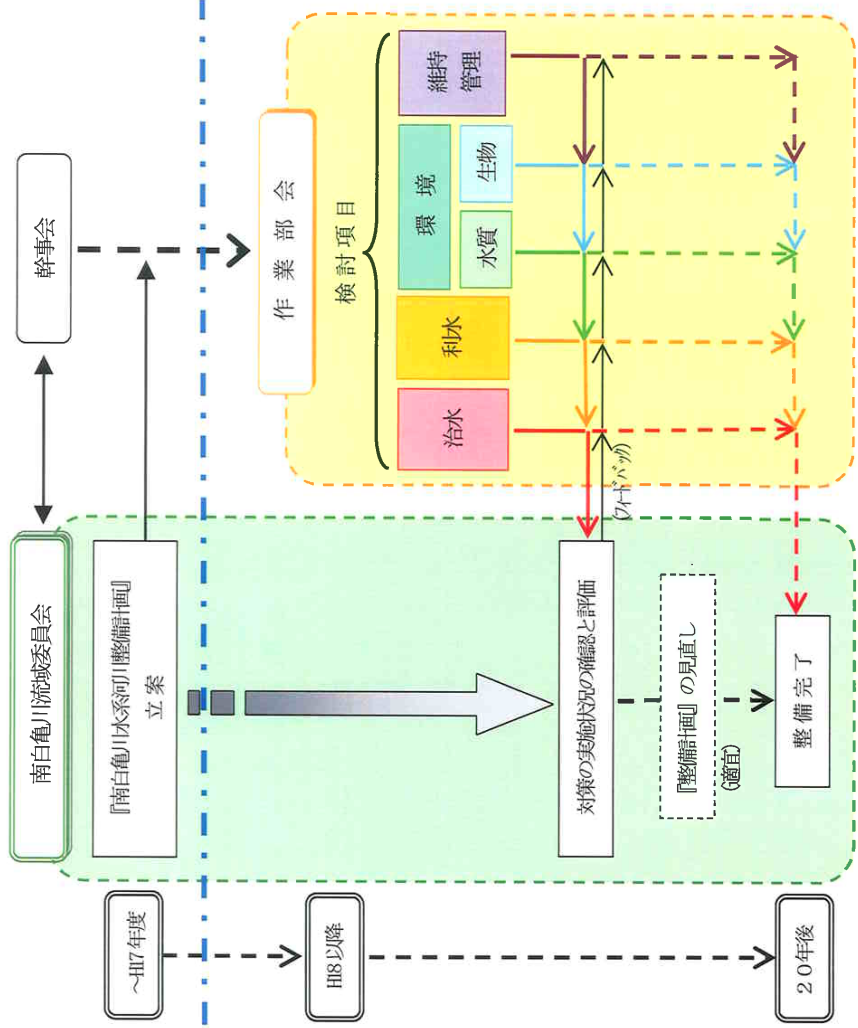 ～H17年度
H18以降
２０年後
南白亀川流域委員会
『南白亀川水系河川整備計画』
立案
対策の実施状況の確認と評価
『整備計画』の見直し
(適宜)
整備完了
(フィードバック)
幹事会
作業部会
検討項目
治水
利水
環境
水質
生物
維持
管理